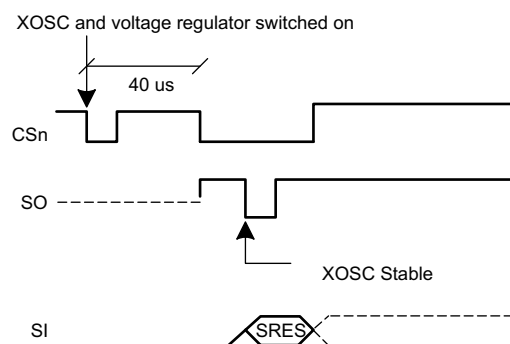 XOSC and voltage regulator switched on
40 us
CSn
SO
XOSC Stable
SI
SRES